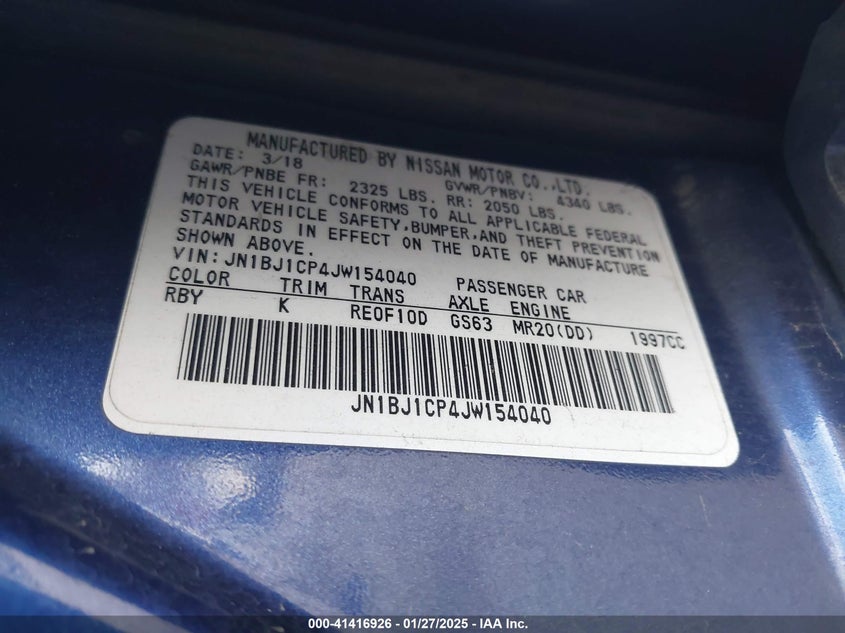 MANUFACTURED BY NISSAN MOTOR CO.,LTD.
DATE: 3/18 GVWR/PNBV: 4340 LBS.
GAWR/PNBE FR: 2325 LBS. RR: 2050 LBS.
THIS VEHICLE CONFORMS TO ALL APPLICABLE FEDERAL
MOTOR VEHICLE SAFETY,BUMPER,AND THEFT PREVENTION
STANDARDS IN EFFECT ON THE DATE OF MANUFACTURE
SHOWN ABOVE.
VIN:JN1BJ1CP4JW154040 PASSENGER CAR
COLOR TRIM TRANS AXLE ENGINE
RBY K RE0F10D GS63 MR20(DD) 1997CC
JN1BJ1CP4JW154040
000-41416926 / 01/27/2025 / IAA Inc.